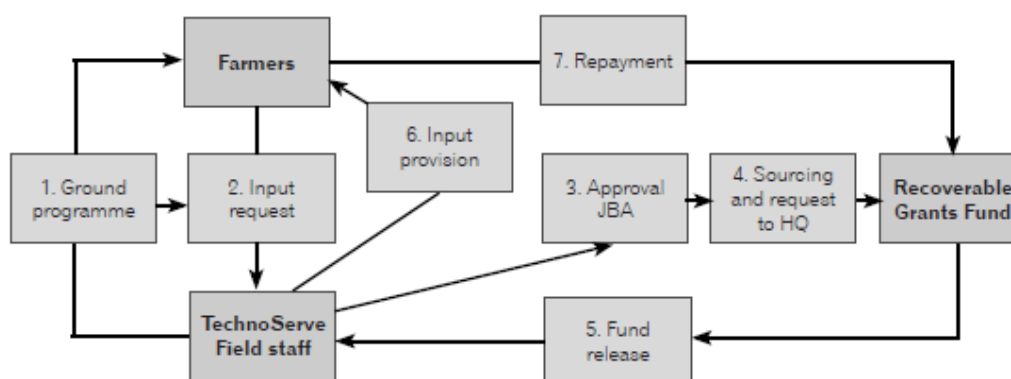 Farmers
7. Repayment
6. Input
provision
1. Ground
programme
2. Input
request
3. Approval
JBA
4. Sourcing
and request
to HQ
Recoverable
Grants Fund
TechnoServe
Field staff
5. Fund
release